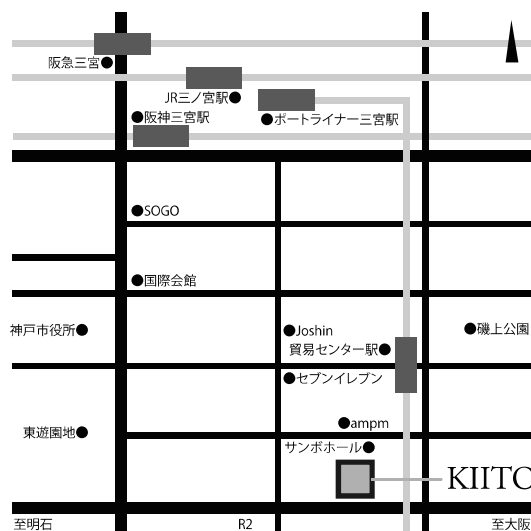 阪急三宮●
JR三ノ宮駅●
●阪神三宮駅
●ポートライナー三宮駅
●SOGO
●国際会館
神戸市役所●
●Joshin
●磯上公園
貿易センター駅●
●セブンイレブン
●ampm
東遊園地●
サンボホール●
KIITO
至明石
R2
至大阪